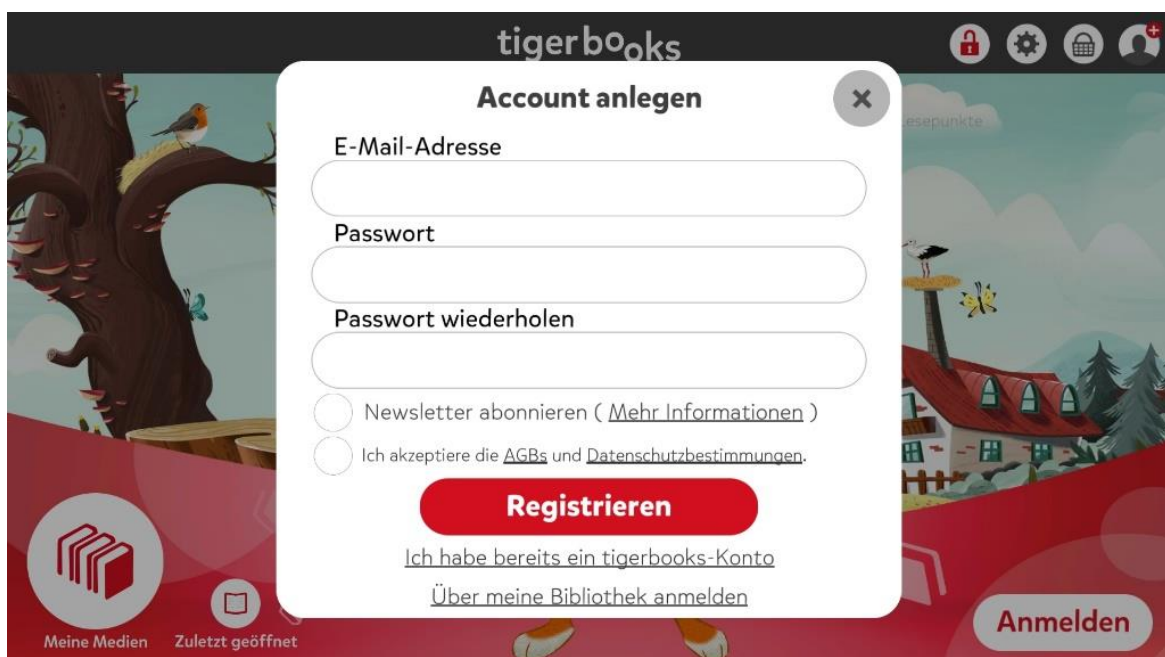 tigerbooks
Account anlegen
Lesepunkte
E-Mail-Adresse
Passwort
Passwort wiederholen
Newsletter abonnieren ( Mehr Informationen )
Ich akzeptiere die AGBs und Datenschutzbestimmungen.
Registrieren
Ich habe bereits ein tigerbooks-Konto
Über meine Bibliothek anmelden
Meine Medien
Zuletzt geöffnet
Anmelden